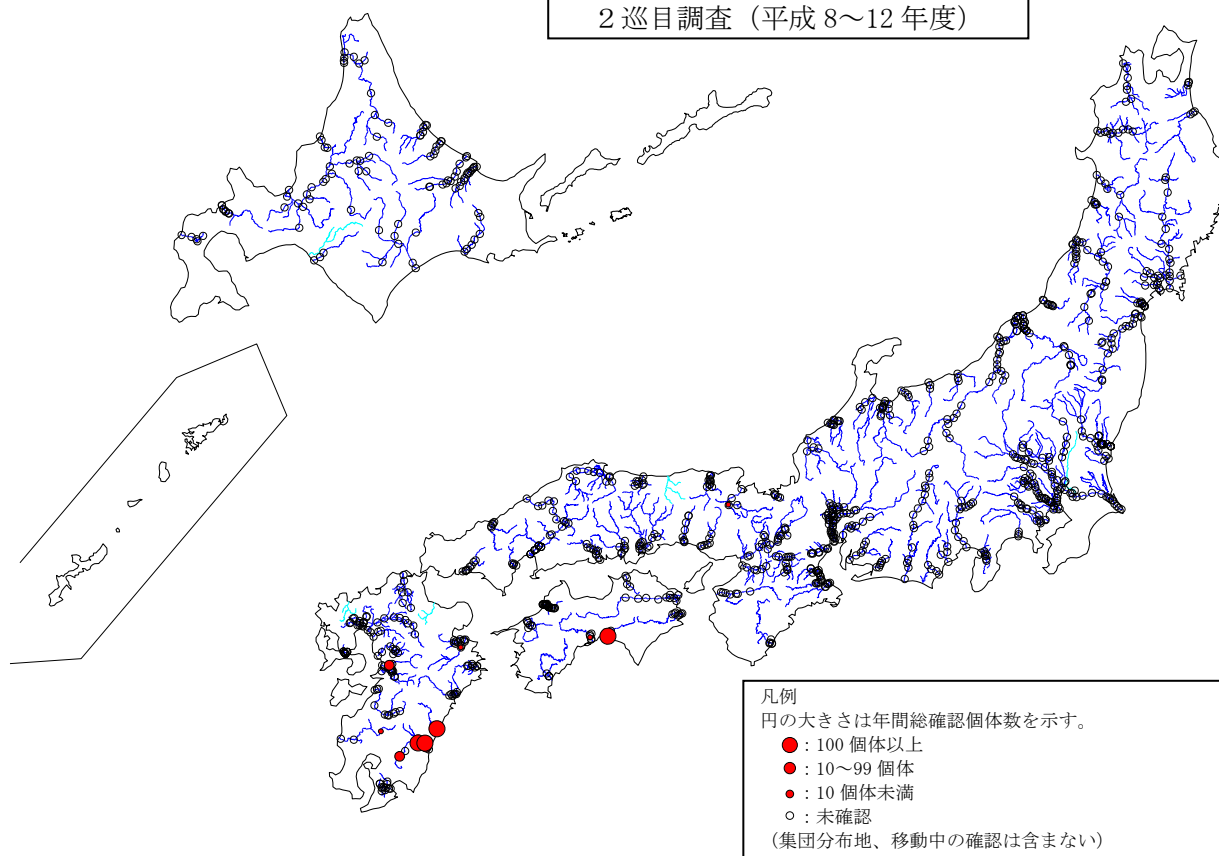 ２巡目調査（平成 8～12 年度）
凡例
円の大きさは年間総確認個体数を示す。
：100 個体以上
：10～99 個体
：10 個体未満
：未確認
（集団分布地、移動中の確認は含まない）